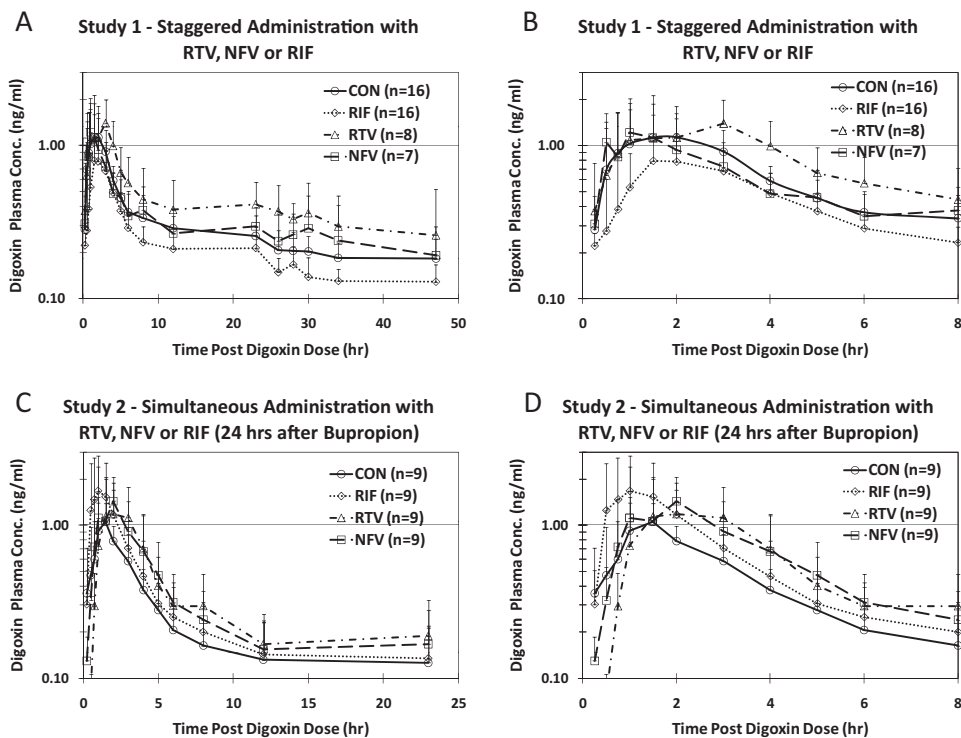 A
Study 1 - Staggered Administration with
RTV, NFV or RIF
Digoxin Plasma Conc. (ng/ml)
1.00
0.10
CON (n=16)
RIF (n=16)
RTV (n=8)
NFV (n=7)
0 10 20 30 40 50
Time Post Digoxin Dose (hr)
B
Study 1 - Staggered Administration with
RTV, NFV or RIF
Digoxin Plasma Conc. (ng/ml)
1.00
0.10
CON (n=16)
RIF (n=16)
RTV (n=8)
NFV (n=7)
0 2 4 6 8
Time Post Digoxin Dose (hr)
C
Study 2 - Simultaneous Administration with
RTV, NFV or RIF (24 hrs after Bupropion)
Digoxin Plasma Conc. (ng/ml)
1.00
0.10
CON (n=9)
RIF (n=9)
RTV (n=9)
NFV (n=9)
0 5 10 15 20 25
Time Post Digoxin Dose (hr)
D
Study 2 - Simultaneous Administration with
RTV, NFV or RIF (24 hrs after Bupropion)
Digoxin Plasma Conc. (ng/ml)
1.00
0.10
CON (n=9)
RIF (n=9)
RTV (n=9)
NFV (n=9)
0 2 4 6 8
Time Post Digoxin Dose (hr)